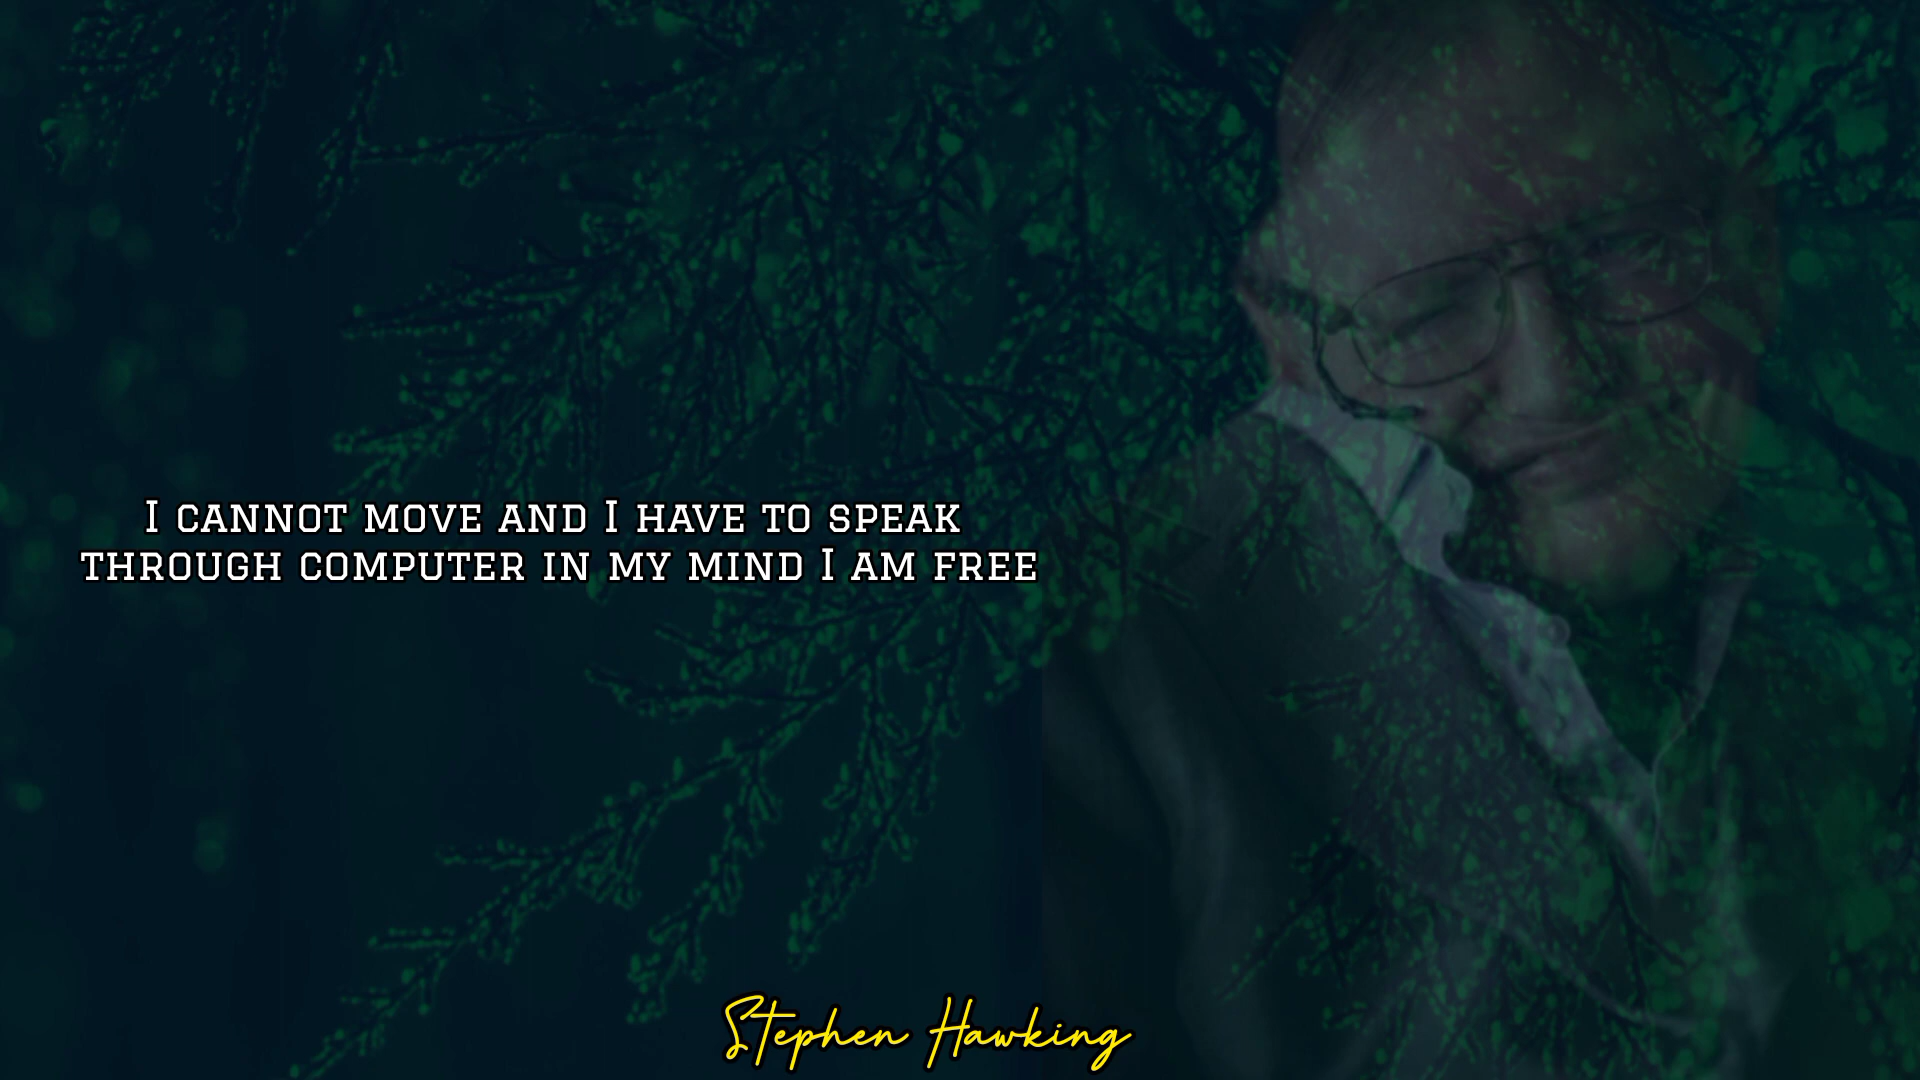 I CANNOT MOVE AND I HAVE TO SPEAK
THROUGH COMPUTER IN MY MIND I AM FREE
Stephen Hawking